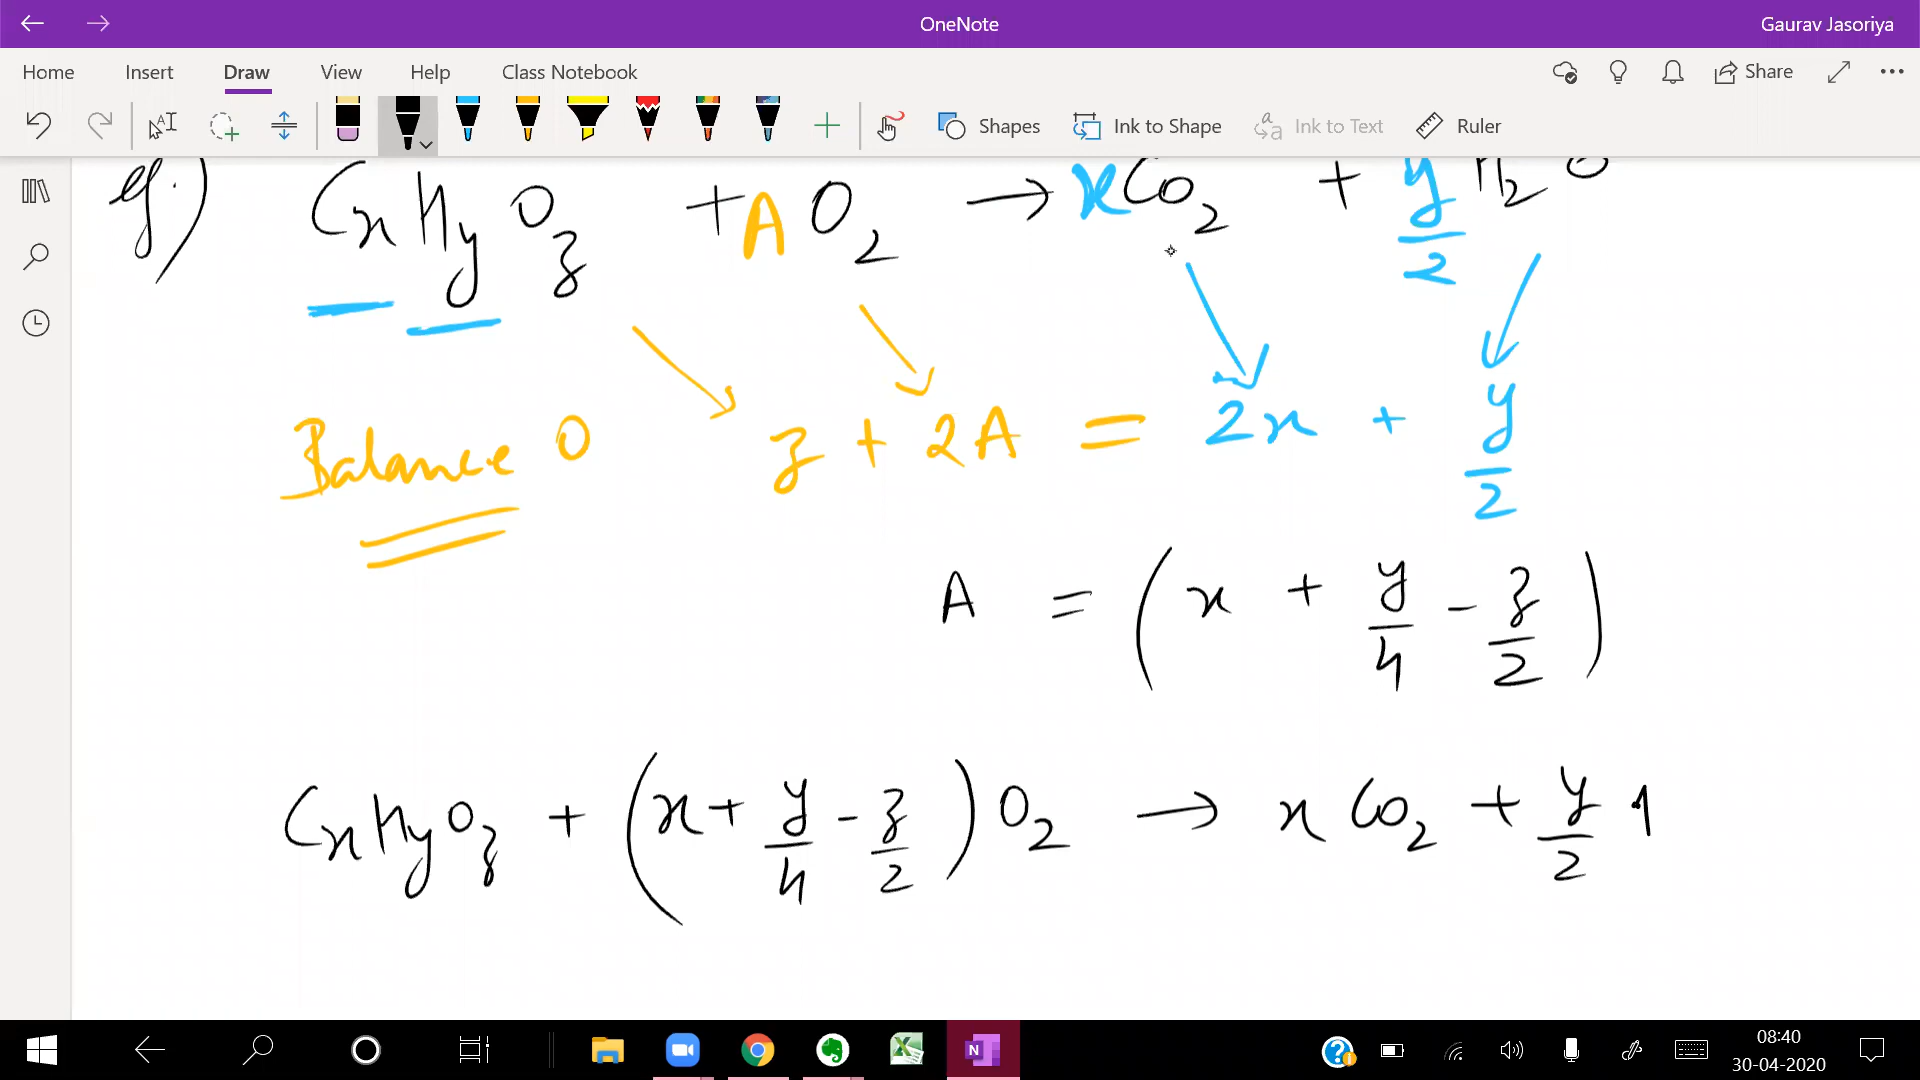 OneNote
Gaurav Jasoriya
Home Insert Draw View Help Class Notebook Share
Shapes Ink to Shape Ink to Text Ruler
eg.) CxHyOz + A O2 → xCO2 + y/2 H2O
Balance O z + 2A = 2x + y/2
A = (x + y/4 - z/2)
CxHyOz + (x + y/4 - z/2) O2 → x CO2 + y/2
08:40
30-04-2020